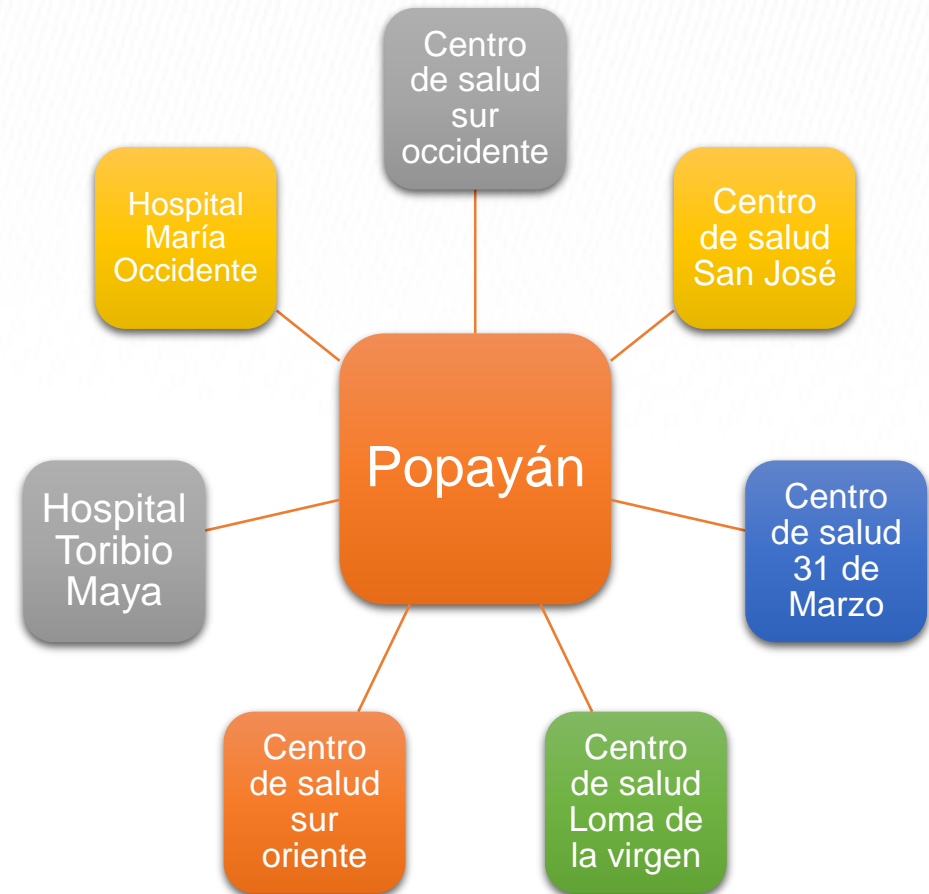 Centro
de salud
sur
occidente
Hospital
María
Occidente
Centro
de salud
San José
Popayán
Hospital
Toribio
Maya
Centro
de salud
31 de
Marzo
Centro
de salud
sur
oriente
Centro
de salud
Loma de
la virgen